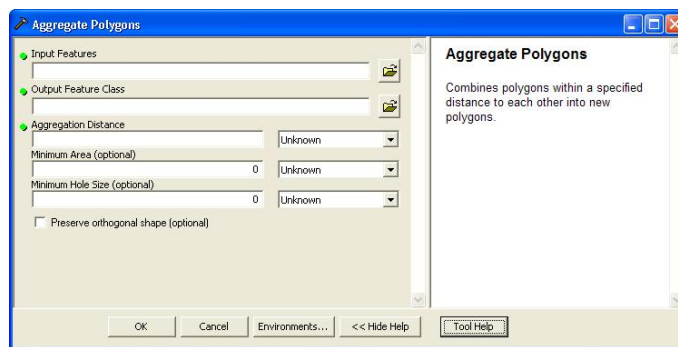 Aggregate Polygons
Input Features
Output Feature Class
Aggregation Distance
Unknown
Minimum Area (optional)
0 Unknown
Minimum Hole Size (optional)
0 Unknown
Preserve orthogonal shape (optional)
Aggregate Polygons
Combines polygons within a specified
distance to each other into new
polygons.
OK Cancel Environments... << Hide Help Tool Help